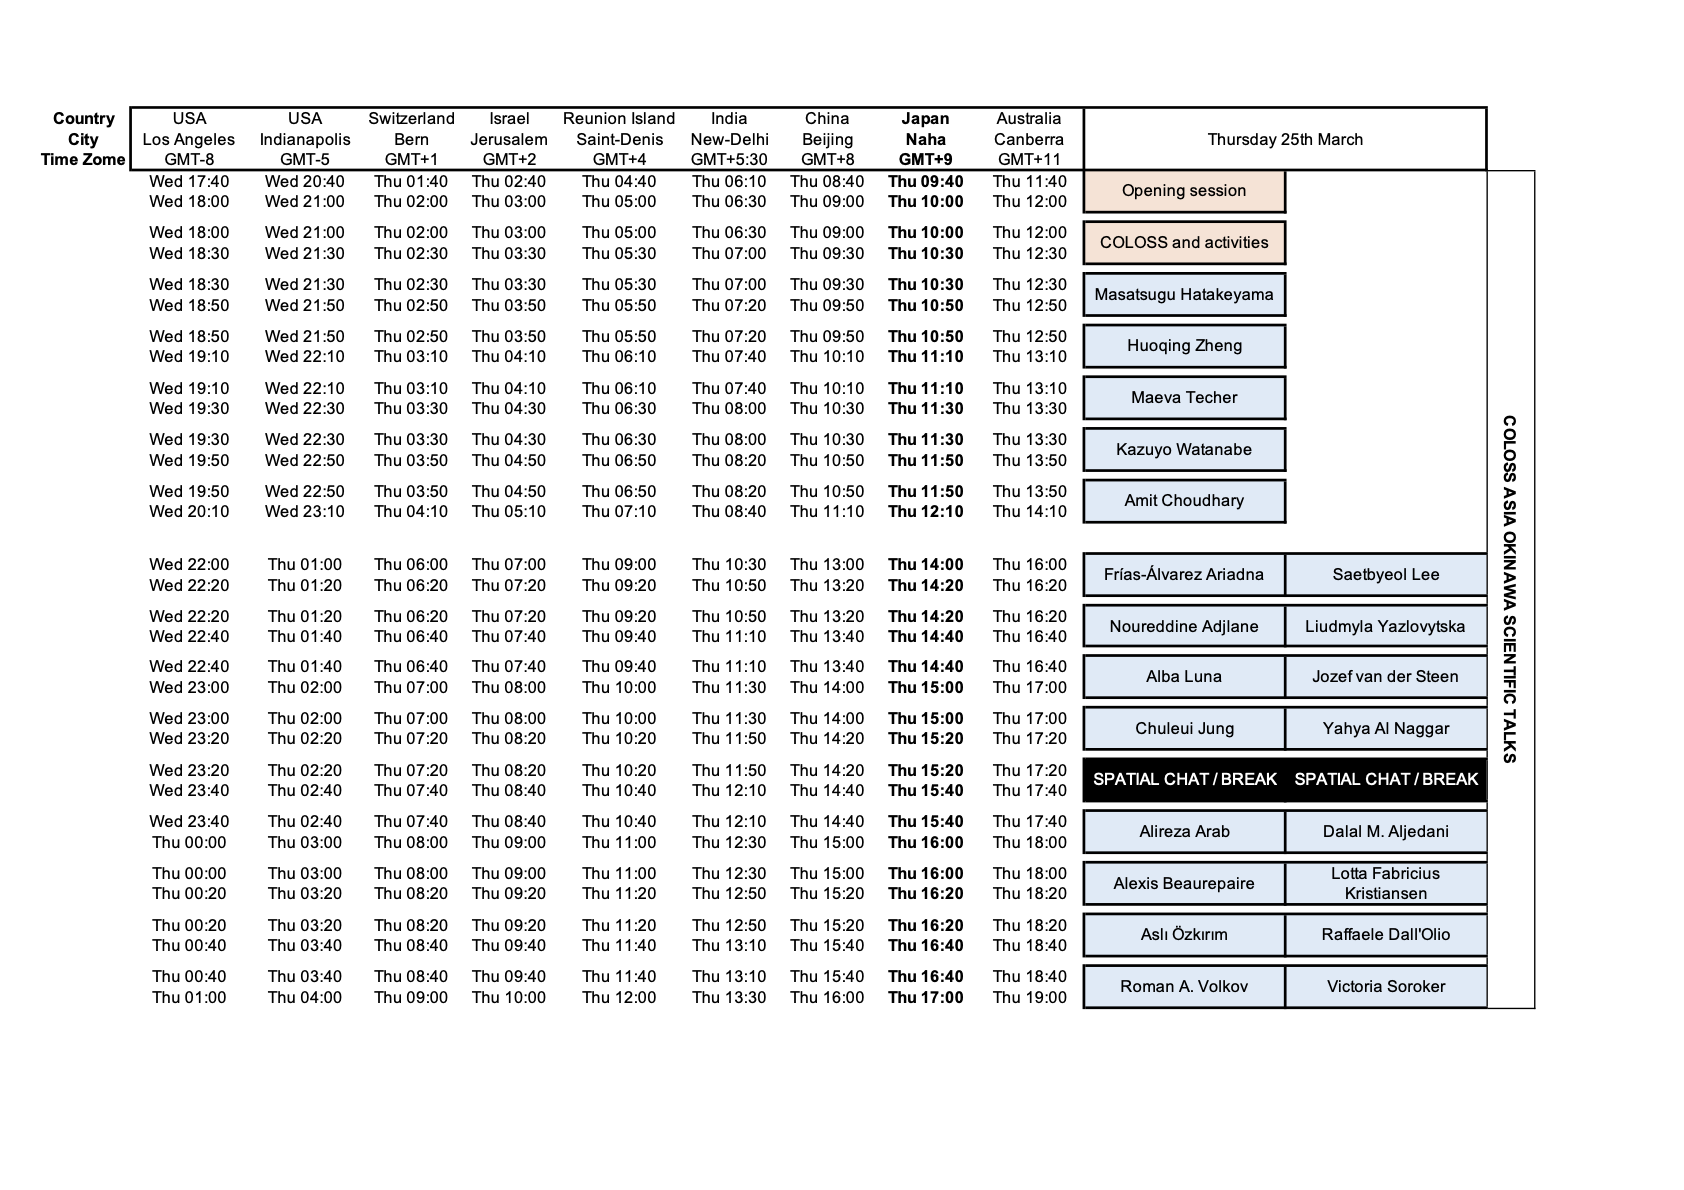 Country USA USA Switzerland Israel Reunion Island India China Japan Australia
City Los Angeles Indianapolis Bern Jerusalem Saint-Denis New-Delhi Beijing Naha Canberra Thursday 25th March
Time Zome GMT-8 GMT-5 GMT+1 GMT+2 GMT+4 GMT+5:30 GMT+8 GMT+9 GMT+11
Wed 17:40 Wed 20:40 Thu 01:40 Thu 02:40 Thu 04:40 Thu 06:10 Thu 08:40 Thu 09:40 Thu 11:40
Opening session
Wed 18:00 Wed 21:00 Thu 02:00 Thu 03:00 Thu 05:00 Thu 06:30 Thu 09:00 Thu 10:00 Thu 12:00
Wed 18:00 Wed 21:00 Thu 02:00 Thu 03:00 Thu 05:00 Thu 06:30 Thu 09:00 Thu 10:00 Thu 12:00
COLOSS and activities
Wed 18:30 Wed 21:30 Thu 02:30 Thu 03:30 Thu 05:30 Thu 07:00 Thu 09:30 Thu 10:30 Thu 12:30
Wed 18:30 Wed 21:30 Thu 02:30 Thu 03:30 Thu 05:30 Thu 07:00 Thu 09:30 Thu 10:30 Thu 12:30
Masatsugu Hatakeyama
Wed 18:50 Wed 21:50 Thu 02:50 Thu 03:50 Thu 05:50 Thu 07:20 Thu 09:50 Thu 10:50 Thu 12:50
Wed 18:50 Wed 21:50 Thu 02:50 Thu 03:50 Thu 05:50 Thu 07:20 Thu 09:50 Thu 10:50 Thu 12:50
Huoqing Zheng
Wed 19:10 Wed 22:10 Thu 03:10 Thu 04:10 Thu 06:10 Thu 07:40 Thu 10:10 Thu 11:10 Thu 13:10
Wed 19:10 Wed 22:10 Thu 03:10 Thu 04:10 Thu 06:10 Thu 07:40 Thu 10:10 Thu 11:10 Thu 13:10
Maeva Techer
Wed 19:30 Wed 22:30 Thu 03:30 Thu 04:30 Thu 06:30 Thu 08:00 Thu 10:30 Thu 11:30 Thu 13:30
Wed 19:30 Wed 22:30 Thu 03:30 Thu 04:30 Thu 06:30 Thu 08:00 Thu 10:30 Thu 11:30 Thu 13:30
Kazuyo Watanabe
Wed 19:50 Wed 22:50 Thu 03:50 Thu 04:50 Thu 06:50 Thu 08:20 Thu 10:50 Thu 11:50 Thu 13:50
Wed 19:50 Wed 22:50 Thu 03:50 Thu 04:50 Thu 06:50 Thu 08:20 Thu 10:50 Thu 11:50 Thu 13:50
Amit Choudhary
Wed 20:10 Wed 23:10 Thu 04:10 Thu 05:10 Thu 07:10 Thu 08:40 Thu 11:10 Thu 12:10 Thu 14:10
Wed 22:00 Thu 01:00 Thu 06:00 Thu 07:00 Thu 09:00 Thu 10:30 Thu 13:00 Thu 14:00 Thu 16:00
Frías-Álvarez Ariadna Saetbyeol Lee
Wed 22:20 Thu 01:20 Thu 06:20 Thu 07:20 Thu 09:20 Thu 10:50 Thu 13:20 Thu 14:20 Thu 16:20
Wed 22:20 Thu 01:20 Thu 06:20 Thu 07:20 Thu 09:20 Thu 10:50 Thu 13:20 Thu 14:20 Thu 16:20
Noureddine Adjlane Liudmyla Yazlovytska
Wed 22:40 Thu 01:40 Thu 06:40 Thu 07:40 Thu 09:40 Thu 11:10 Thu 13:40 Thu 14:40 Thu 16:40
Wed 22:40 Thu 01:40 Thu 06:40 Thu 07:40 Thu 09:40 Thu 11:10 Thu 13:40 Thu 14:40 Thu 16:40
Alba Luna Jozef van der Steen
Wed 23:00 Thu 02:00 Thu 07:00 Thu 08:00 Thu 10:00 Thu 11:30 Thu 14:00 Thu 15:00 Thu 17:00
Wed 23:00 Thu 02:00 Thu 07:00 Thu 08:00 Thu 10:00 Thu 11:30 Thu 14:00 Thu 15:00 Thu 17:00
Chuleui Jung Yahya Al Naggar
Wed 23:20 Thu 02:20 Thu 07:20 Thu 08:20 Thu 10:20 Thu 11:50 Thu 14:20 Thu 15:20 Thu 17:20
Wed 23:20 Thu 02:20 Thu 07:20 Thu 08:20 Thu 10:20 Thu 11:50 Thu 14:20 Thu 15:20 Thu 17:20
SPATIAL CHAT / BREAK SPATIAL CHAT / BREAK
Wed 23:40 Thu 02:40 Thu 07:40 Thu 08:40 Thu 10:40 Thu 12:10 Thu 14:40 Thu 15:40 Thu 17:40
Wed 23:40 Thu 02:40 Thu 07:40 Thu 08:40 Thu 10:40 Thu 12:10 Thu 14:40 Thu 15:40 Thu 17:40
Alireza Arab Dalal M. Aljedani
Thu 00:00 Thu 03:00 Thu 08:00 Thu 09:00 Thu 11:00 Thu 12:30 Thu 15:00 Thu 16:00 Thu 18:00
Thu 00:00 Thu 03:00 Thu 08:00 Thu 09:00 Thu 11:00 Thu 12:30 Thu 15:00 Thu 16:00 Thu 18:00
Alexis Beaurepaire Lotta Fabricius
Kristiansen
Thu 00:20 Thu 03:20 Thu 08:20 Thu 09:20 Thu 11:20 Thu 12:50 Thu 15:20 Thu 16:20 Thu 18:20
Thu 00:20 Thu 03:20 Thu 08:20 Thu 09:20 Thu 11:20 Thu 12:50 Thu 15:20 Thu 16:20 Thu 18:20
Aslı Özkırım Raffaele Dall'Olio
Thu 00:40 Thu 03:40 Thu 08:40 Thu 09:40 Thu 11:40 Thu 13:10 Thu 15:40 Thu 16:40 Thu 18:40
Thu 00:40 Thu 03:40 Thu 08:40 Thu 09:40 Thu 11:40 Thu 13:10 Thu 15:40 Thu 16:40 Thu 18:40
Roman A. Volkov Victoria Soroker
Thu 01:00 Thu 04:00 Thu 09:00 Thu 10:00 Thu 12:00 Thu 13:30 Thu 16:00 Thu 17:00 Thu 19:00
COLOSS ASIA OKINAWA SCIENTIFIC TALKS